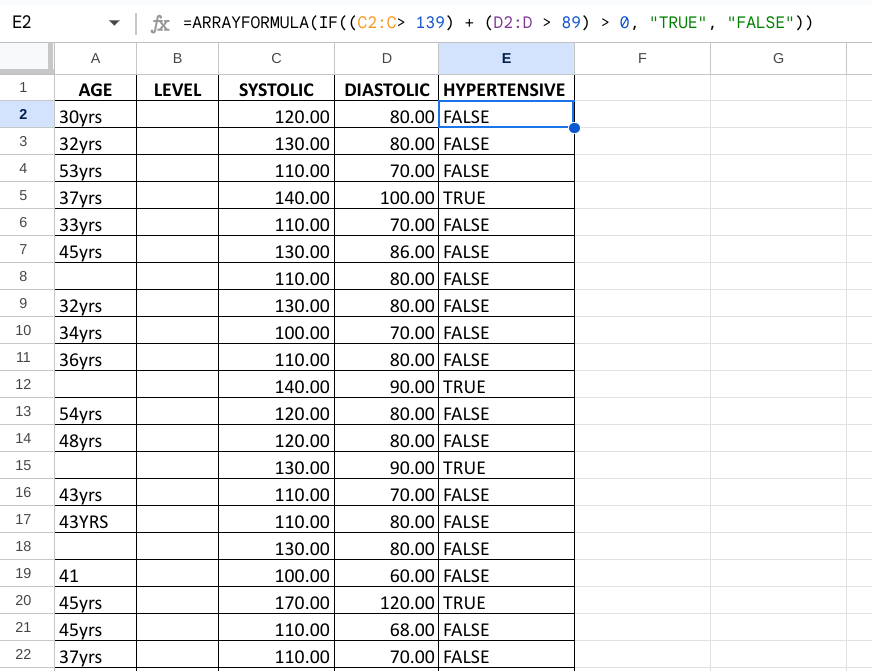 E2 fx =ARRAYFORMULA(IF((C2:C> 139) + (D2:D > 89) > 0, "TRUE", "FALSE"))
A B C D E F G
1 AGE LEVEL SYSTOLIC DIASTOLIC HYPERTENSIVE
2 30yrs 120.00 80.00 FALSE
3 32yrs 130.00 80.00 FALSE
4 53yrs 110.00 70.00 FALSE
5 37yrs 140.00 100.00 TRUE
6 33yrs 110.00 70.00 FALSE
7 45yrs 130.00 86.00 FALSE
8 110.00 80.00 FALSE
9 32yrs 130.00 80.00 FALSE
10 34yrs 100.00 70.00 FALSE
11 36yrs 110.00 80.00 FALSE
12 140.00 90.00 TRUE
13 54yrs 120.00 80.00 FALSE
14 48yrs 120.00 80.00 FALSE
15 130.00 90.00 TRUE
16 43yrs 110.00 70.00 FALSE
17 43YRS 110.00 80.00 FALSE
18 130.00 80.00 FALSE
19 41 100.00 60.00 FALSE
20 45yrs 170.00 120.00 TRUE
21 45yrs 110.00 68.00 FALSE
22 37yrs 110.00 70.00 FALSE